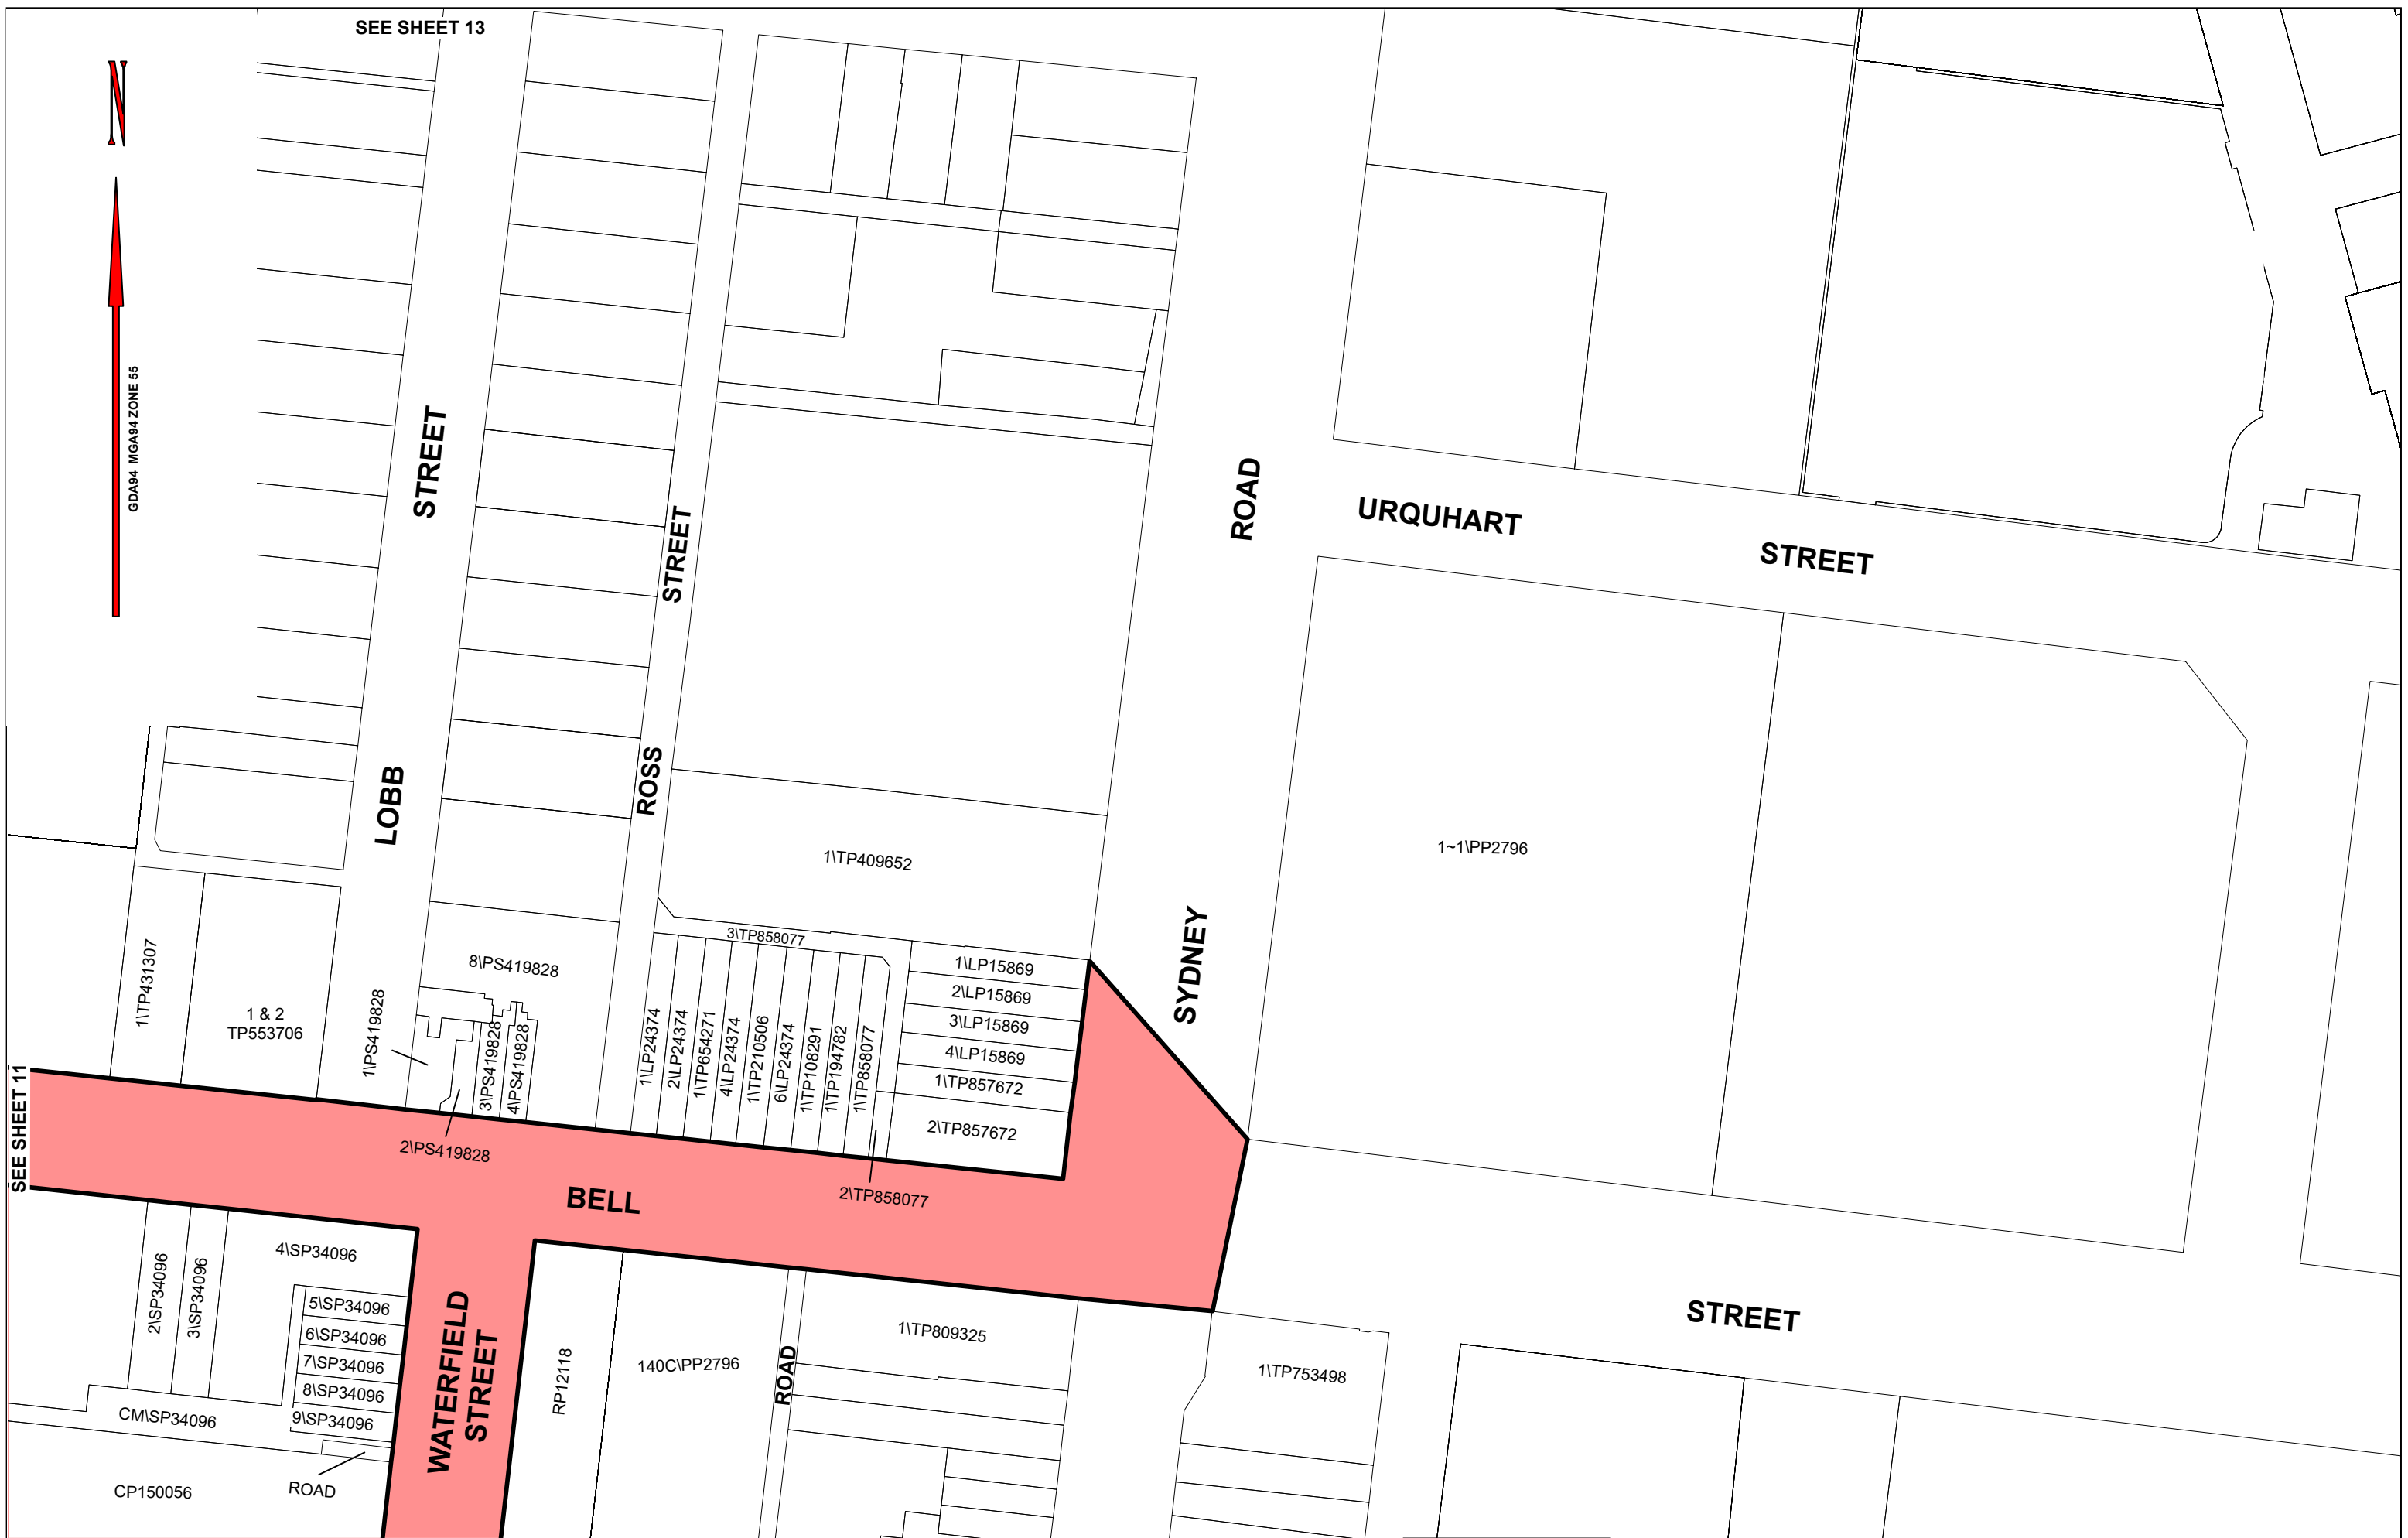 SEE SHEET 13
N
GDA94 MGA94 ZONE 55
STREET
STREET
ROAD
URQUHART
STREET
LOBB
ROSS
1\TP409652
1~1\PP2796
SYDNEY
3\TP858077
1\TP431307
1 & 2
TP553706
1\PS419828
8\PS419828
3\PS419828
4\PS419828
2\PS419828
1\LP24374
2\LP24374
1\TP654271
4\LP24374
1\TP210506
6\LP24374
1\TP108291
1\TP194782
1\TP858077
1\LP15869
2\LP15869
3\LP15869
4\LP15869
1\TP857672
2\TP857672
2\TP858077
SEE SHEET 11
BELL
STREET
2\SP34096
3\SP34096
4\SP34096
5\SP34096
6\SP34096
7\SP34096
8\SP34096
9\SP34096
CM\SP34096
CP150056
ROAD
WATERFIELD
STREET
RP12118
140C\PP2796
ROAD
1\TP809325
1\TP753498